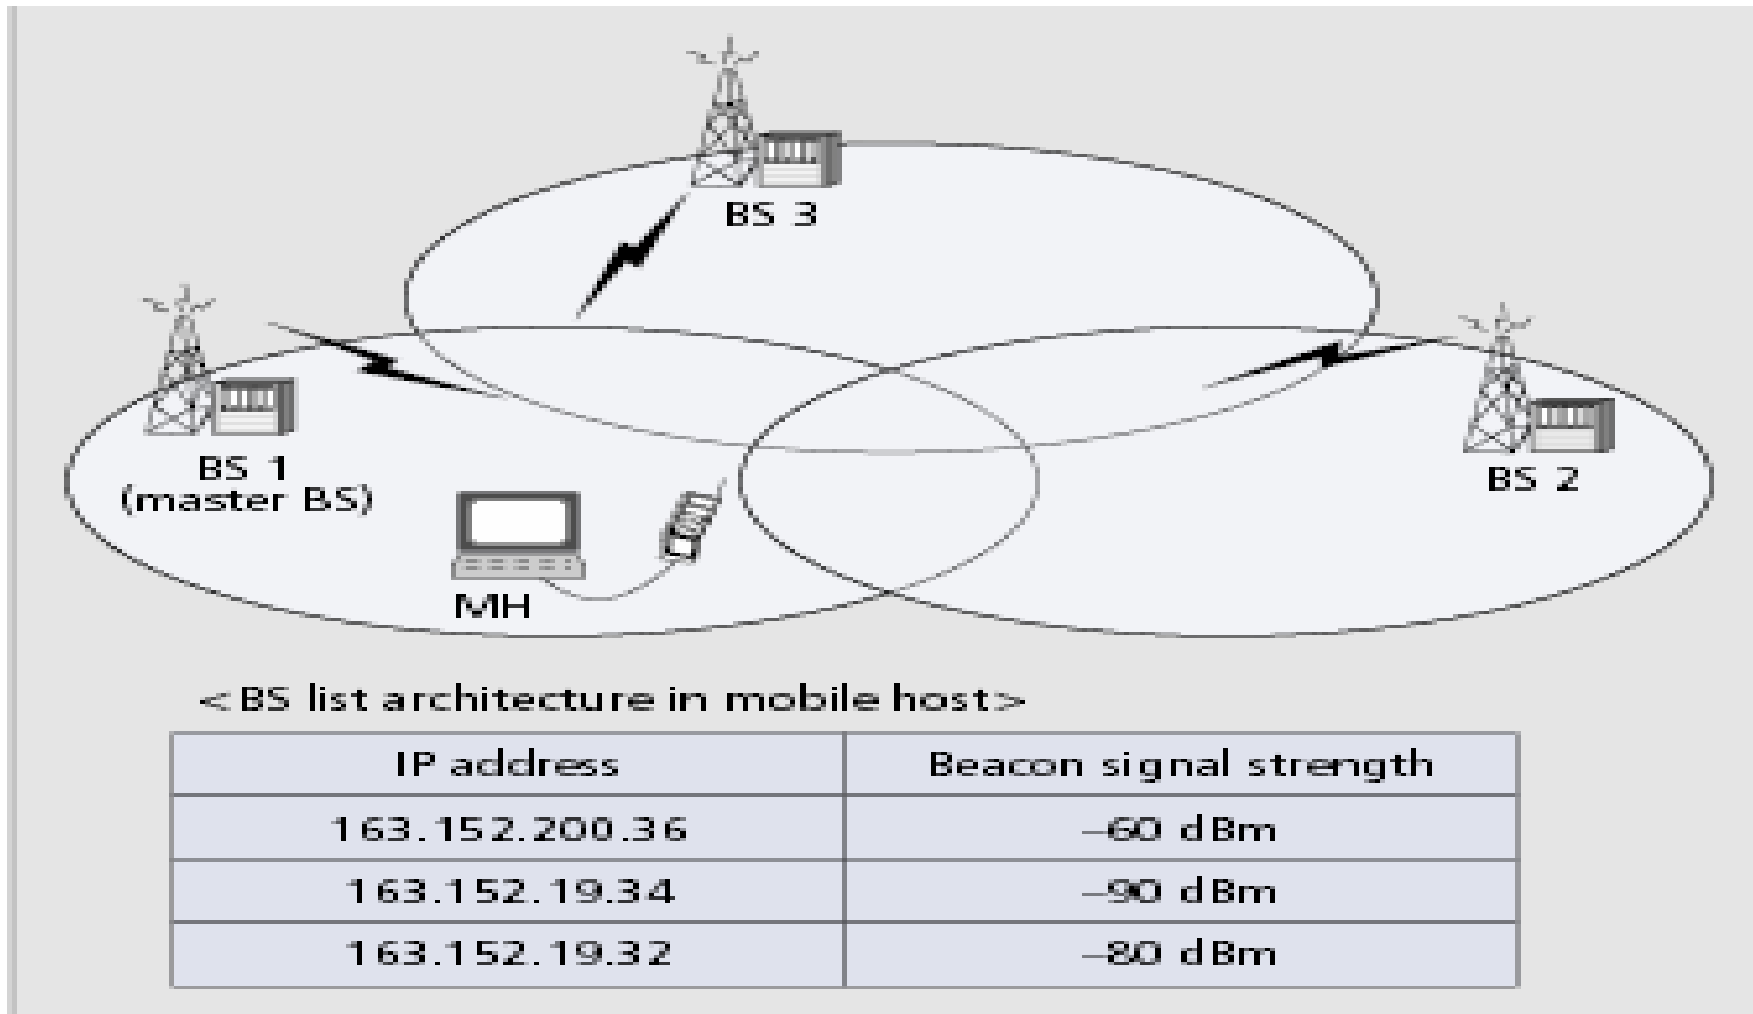 BS 3
BS 1
(master BS)
BS 2
MH
<BS list architecture in mobile host>
IP address Beacon signal strength
163.152.200.36 –60 dBm
163.152.19.34 –90 dBm
163.152.19.32 –80 dBm